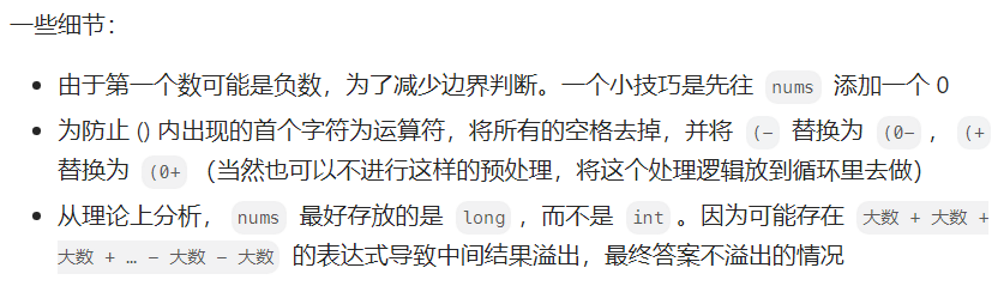 一些细节：
由于第一个数可能是负数，为了减少边界判断。一个小技巧是先往 nums 添加一个 0
为防止 () 内出现的首个字符为运算符，将所有的空格去掉，并将 (- 替换为 (0- ， (+
替换为 (0+ （当然也可以不进行这样的预处理，将这个处理逻辑放到循环里去做）
从理论上分析， nums 最好存放的是 long ，而不是 int 。因为可能存在 大数 + 大数 +
大数 + … − 大数 − 大数 的表达式导致中间结果溢出，最终答案不溢出的情况